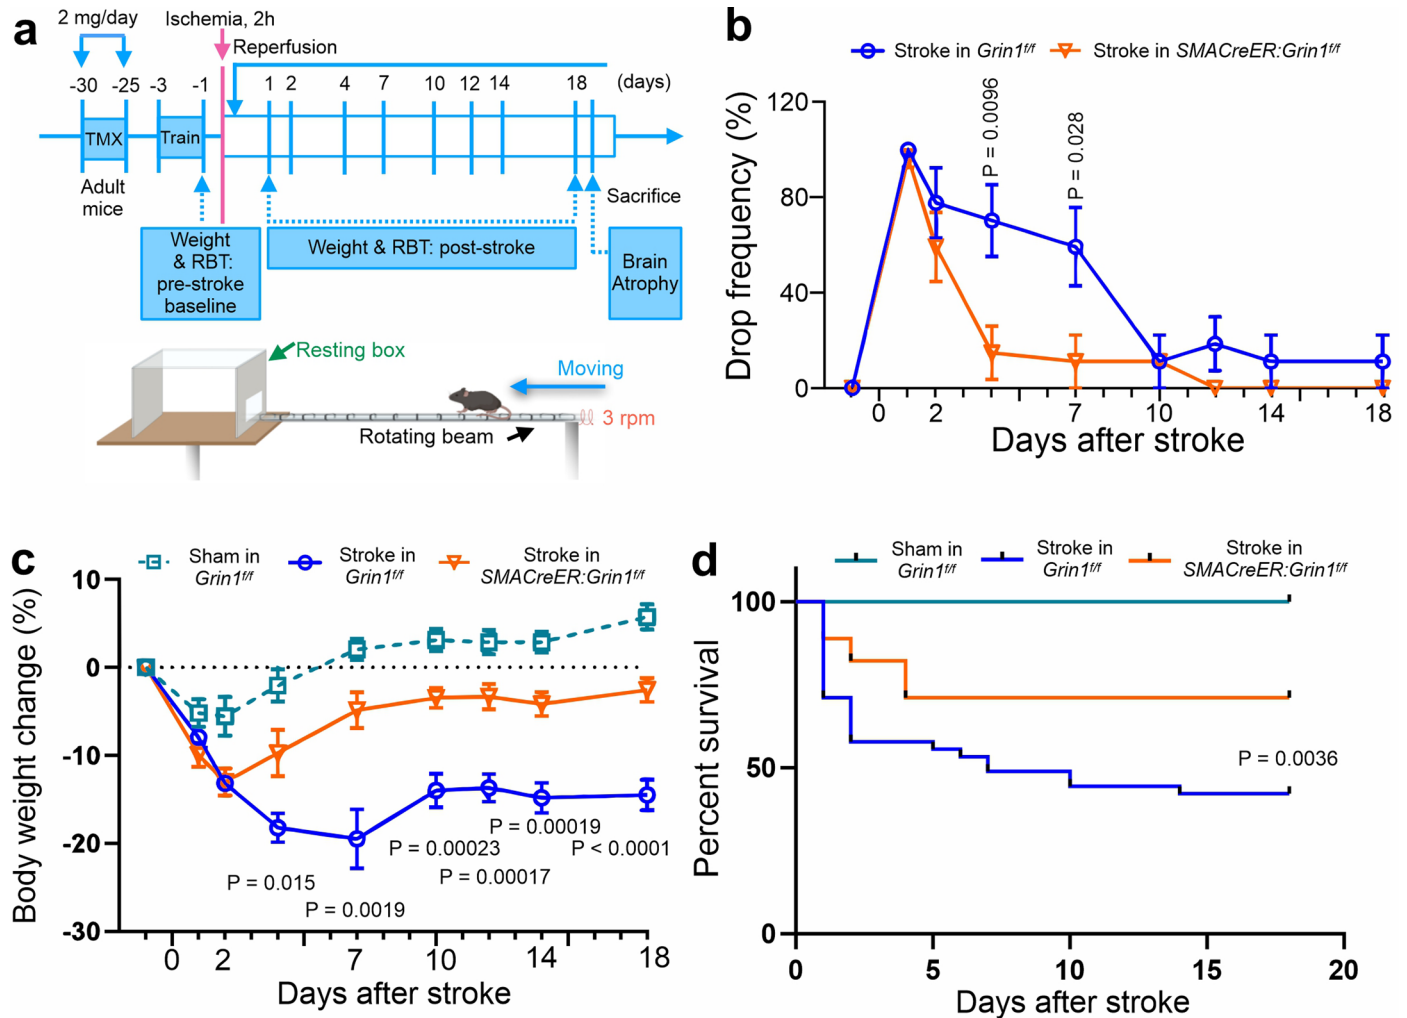 a
2 mg/day
Ischemia, 2h
Reperfusion
-30 -25 -3 -1 1 2 4 7 10 12 14 18 (days)
TMX
Train
Adult
mice
Sacrifice
Weight
& RBT:
pre-stroke
baseline
Weight & RBT: post-stroke
Brain
Atrophy
Resting box
Moving
Rotating beam
3 rpm
b
Stroke in Grin1f/f
Stroke in SMACreER:Grin1f/f
Drop frequency (%)
120
80
40
0
P = 0.0096
P = 0.028
0 2 7 10 14 18
Days after stroke
c
Sham in
Grin1f/f
Stroke in
Grin1f/f
Stroke in
SMACreER:Grin1f/f
Body weight change (%)
10
0
-10
-20
-30
P = 0.015
P = 0.0019
P = 0.00023
P = 0.00017
P = 0.00019
P < 0.0001
0 2 7 10 14 18
Days after stroke
d
Sham in
Grin1f/f
Stroke in
Grin1f/f
Stroke in
SMACreER:Grin1f/f
Percent survival
100
50
0
P = 0.0036
0 5 10 15 20
Days after stroke